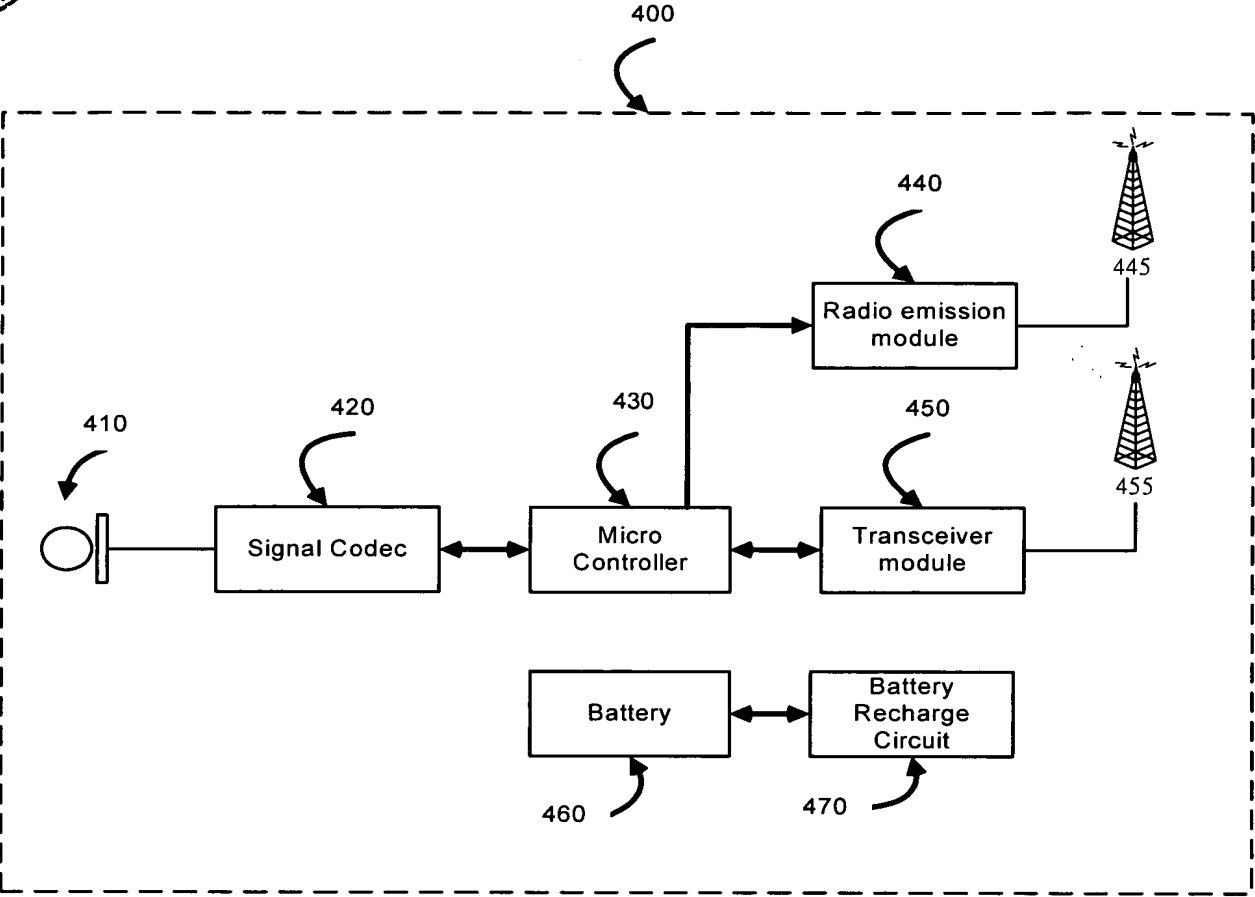 400
440
445
Radio emission
module
410
420
430
450
455
Signal Codec
Micro
Controller
Transceiver
module
Battery
Battery
Recharge
Circuit
460
470